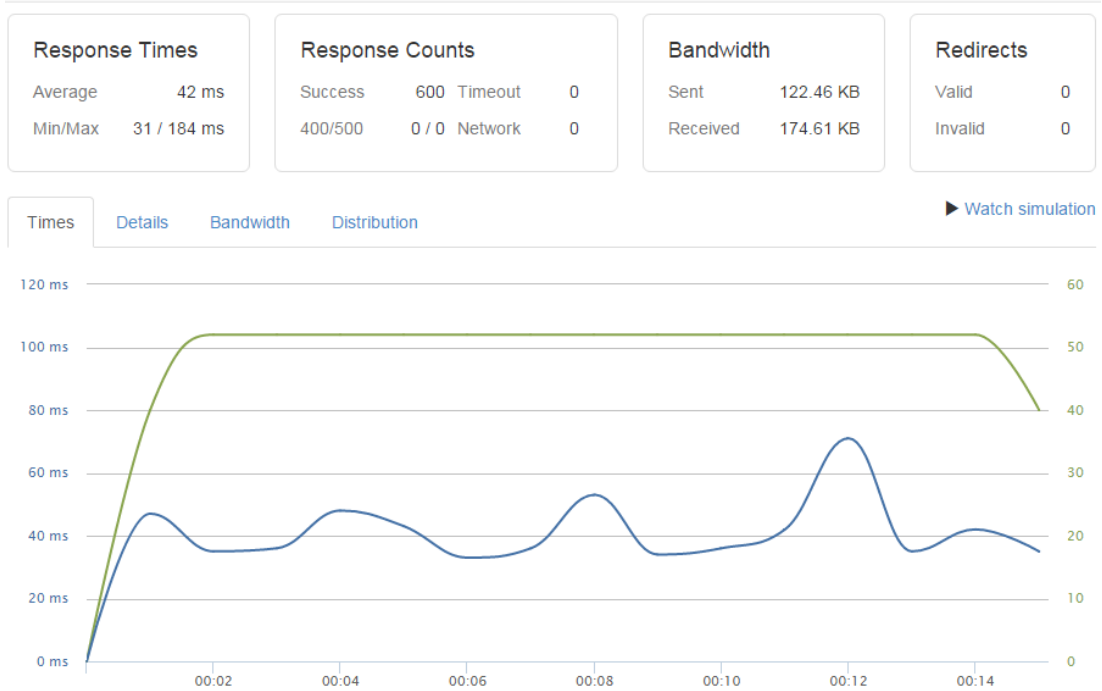 Response Times
Average 42 ms
Min/Max 31 / 184 ms
Response Counts
Success 600 Timeout 0
400/500 0 / 0 Network 0
Bandwidth
Sent 122.46 KB
Received 174.61 KB
Redirects
Valid 0
Invalid 0
Times Details Bandwidth Distribution
Watch simulation
120 ms 60
100 ms 50
80 ms 40
60 ms 30
40 ms 20
20 ms 10
0 ms 0
00:02 00:04 00:06 00:08 00:10 00:12 00:14